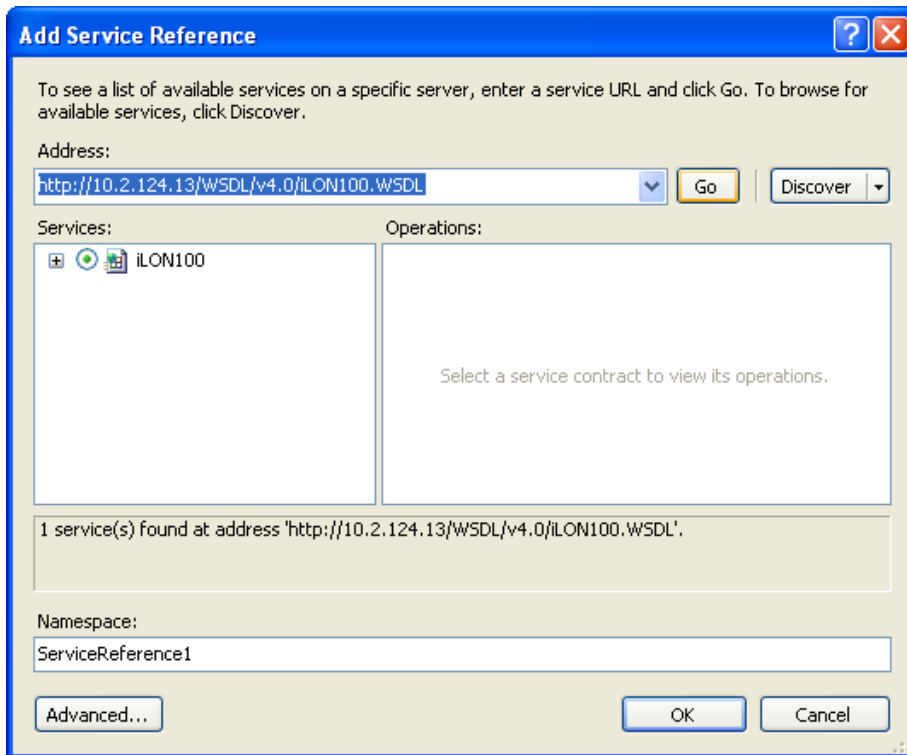 Add Service Reference
To see a list of available services on a specific server, enter a service URL and click Go. To browse for
available services, click Discover.
Address:
http://10.2.124.13/WSDL/v4.0/iLON100.WSDL
Go
Discover
Services:
Operations:
iLON100
Select a service contract to view its operations.
1 service(s) found at address 'http://10.2.124.13/WSDL/v4.0/iLON100.WSDL'.
Namespace:
ServiceReference1
Advanced...
OK
Cancel